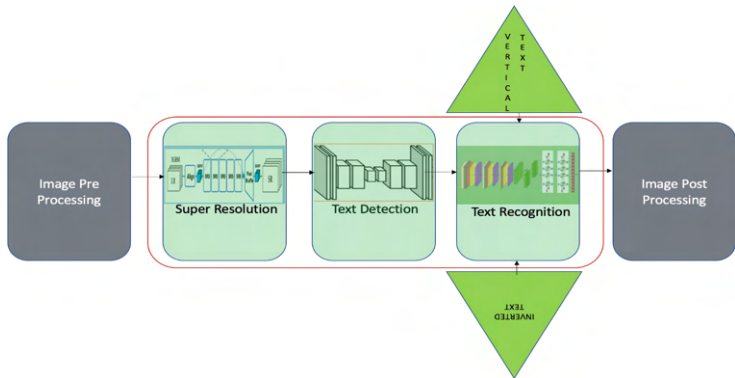 VERTICAL
TEXT
Image Pre
Processing
Super Resolution
Text Detection
Text Recognition
Image Post
Processing
INVERTED
TEXT